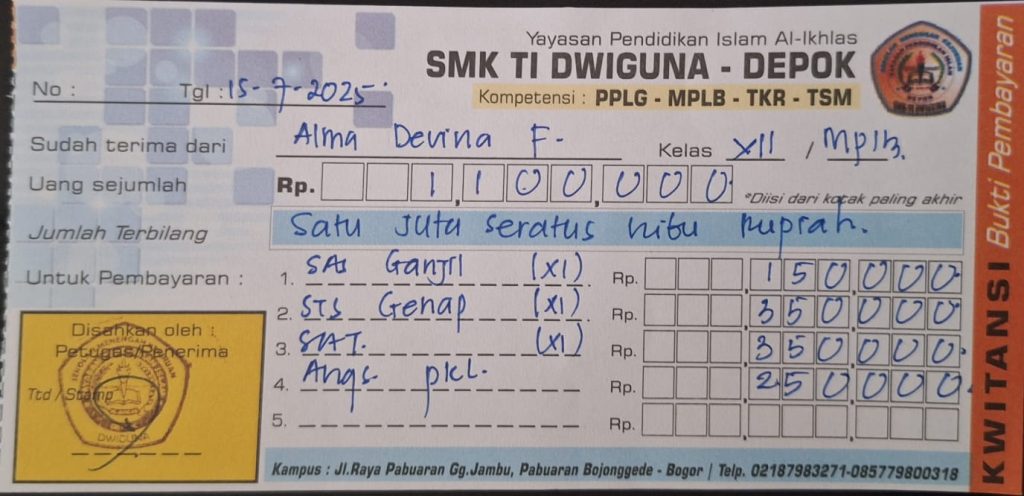 Yayasan Pendidikan Islam Al-Ikhlas
SMK TI DWIGUNA - DEPOK
Kompetensi : PPLG - MPLB - TKR - TSM
No : Tgl : 15-7-2025
Sudah terima dari Alma Devina F. Kelas XII / Mplb.
Uang sejumlah Rp. 1.100.000
*Diisi dari kotak paling akhir
Jumlah Terbilang Satu Juta Seratus ribu rupiah.
Untuk Pembayaran :
1. SAS Ganjil (XI) Rp. 150.000
2. STS Genap (XI) Rp. 350.000
3. SAT. (XI) Rp. 350.000
4. Angs. pkl. Rp. 250.000
5. Rp.
Disahkan oleh :
Petugas/Penerima
Ttd / Stamp
DWIGUNA
Kampus : Jl.Raya Pabuaran Gg.Jambu, Pabuaran Bojonggede - Bogor | Telp. 02187983271-085779800318
KWITANSI Bukti Pembayaran